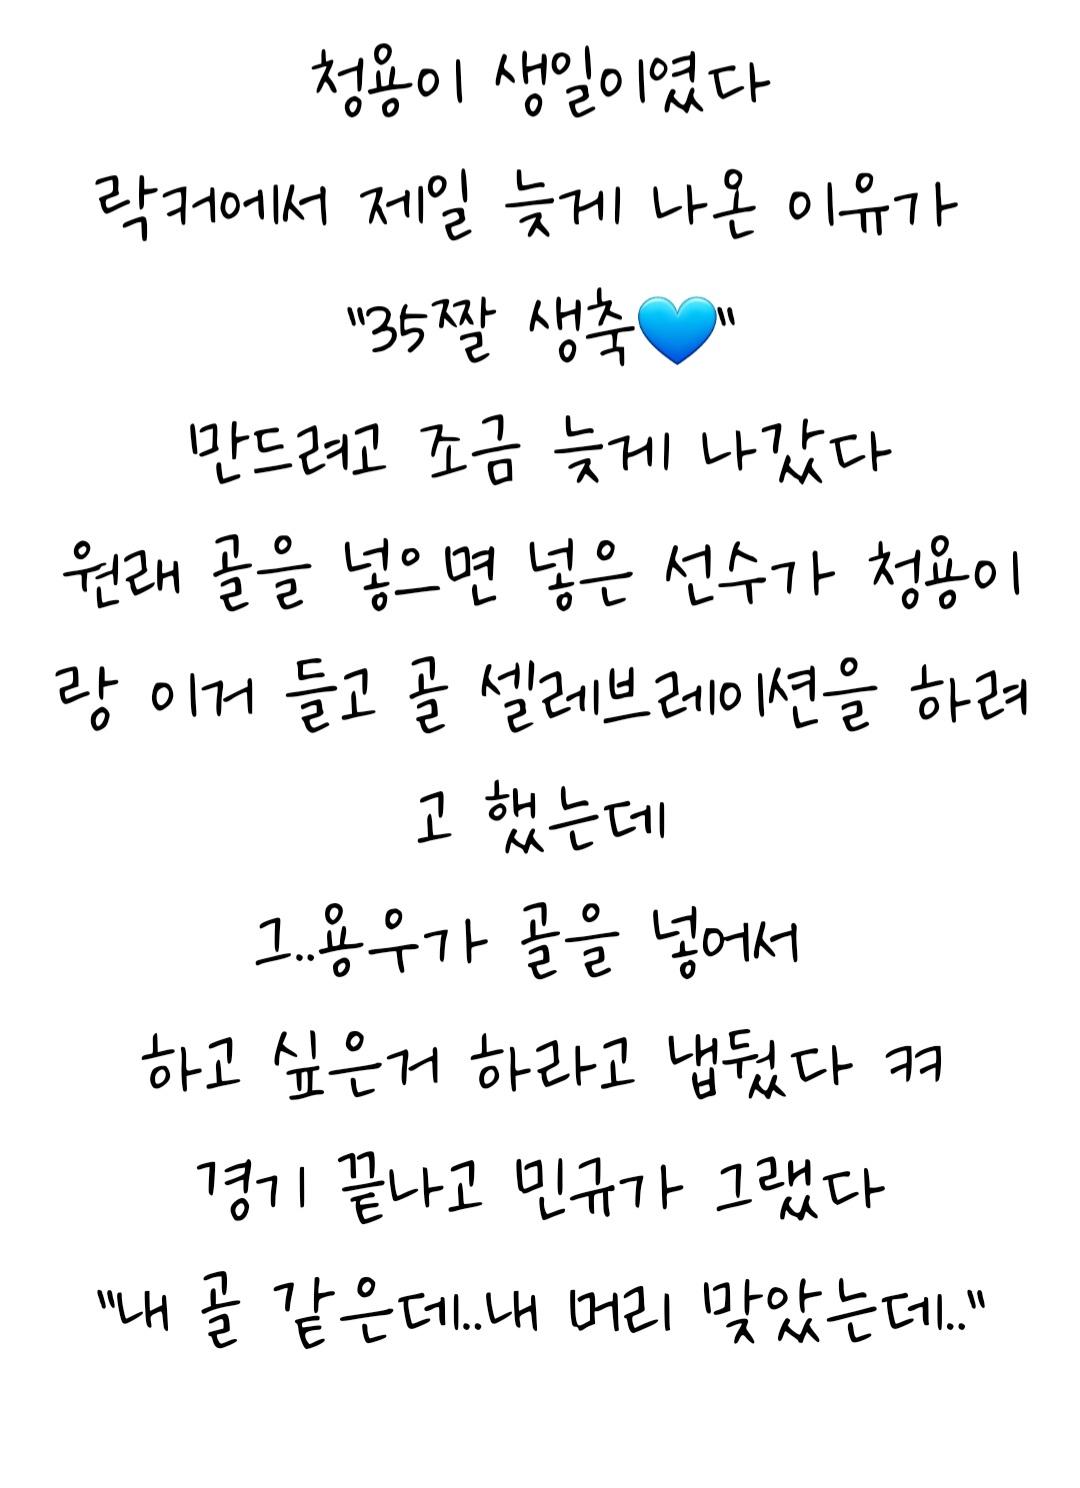 청용이 생일이였다
락커에서 제일 늦게 나온 이유가
"35짤 생축💙"
만드려고 조금 늦게 나갔다
원래 골을 넣으면 넣은 선수가 청용이
랑 이거 들고 골 셀레브레이션을 하려
고 했는데
그..용우가 골을 넣어서
하고 싶은거 하라고 냅뒀다 ㅋㅋ
경기 끝나고 민규가 그랬다
"내 골 같은데..내 머리 맞았는데.."